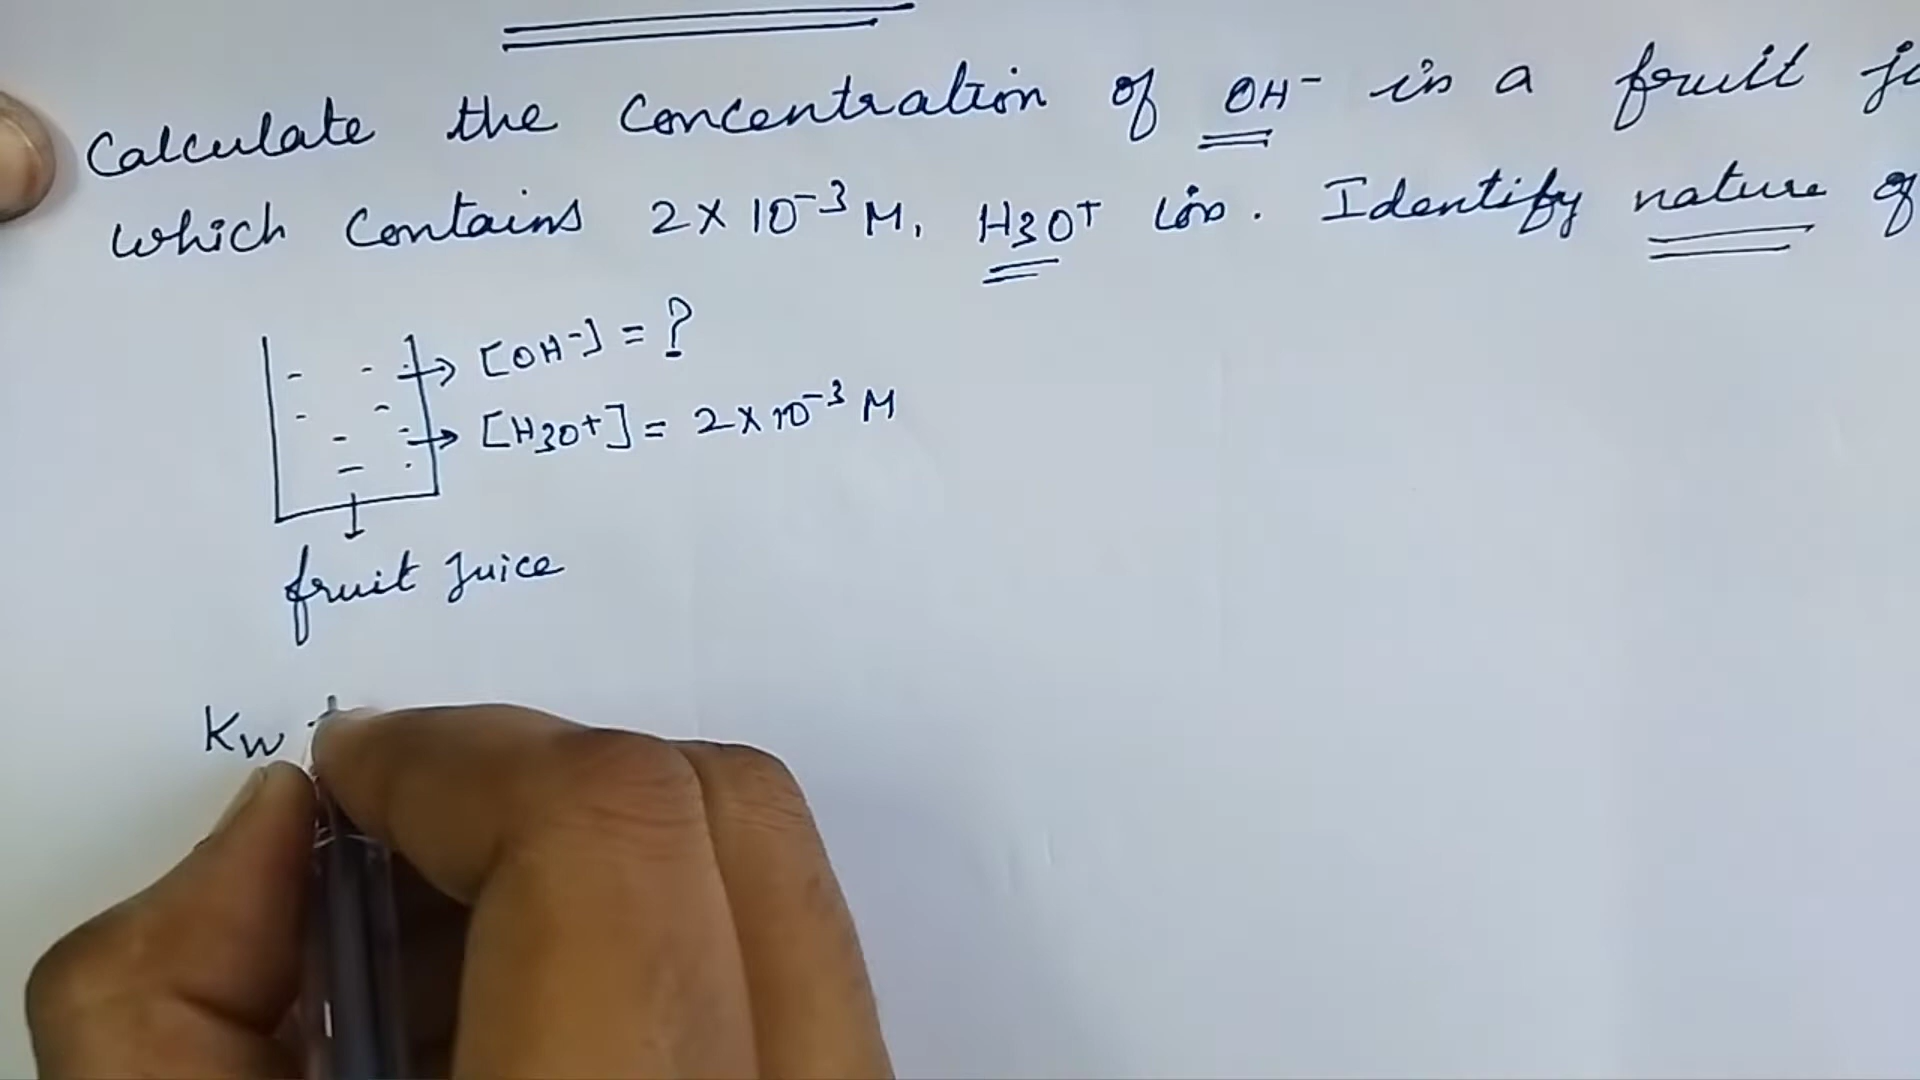 Calculate the concentration of OH⁻ in a fruit
which contains 2×10⁻³ M, H3O⁺ ion. Identify nature of
[OH⁻] = ?
[H3O⁺] = 2×10⁻³ M
fruit Juice
Kw